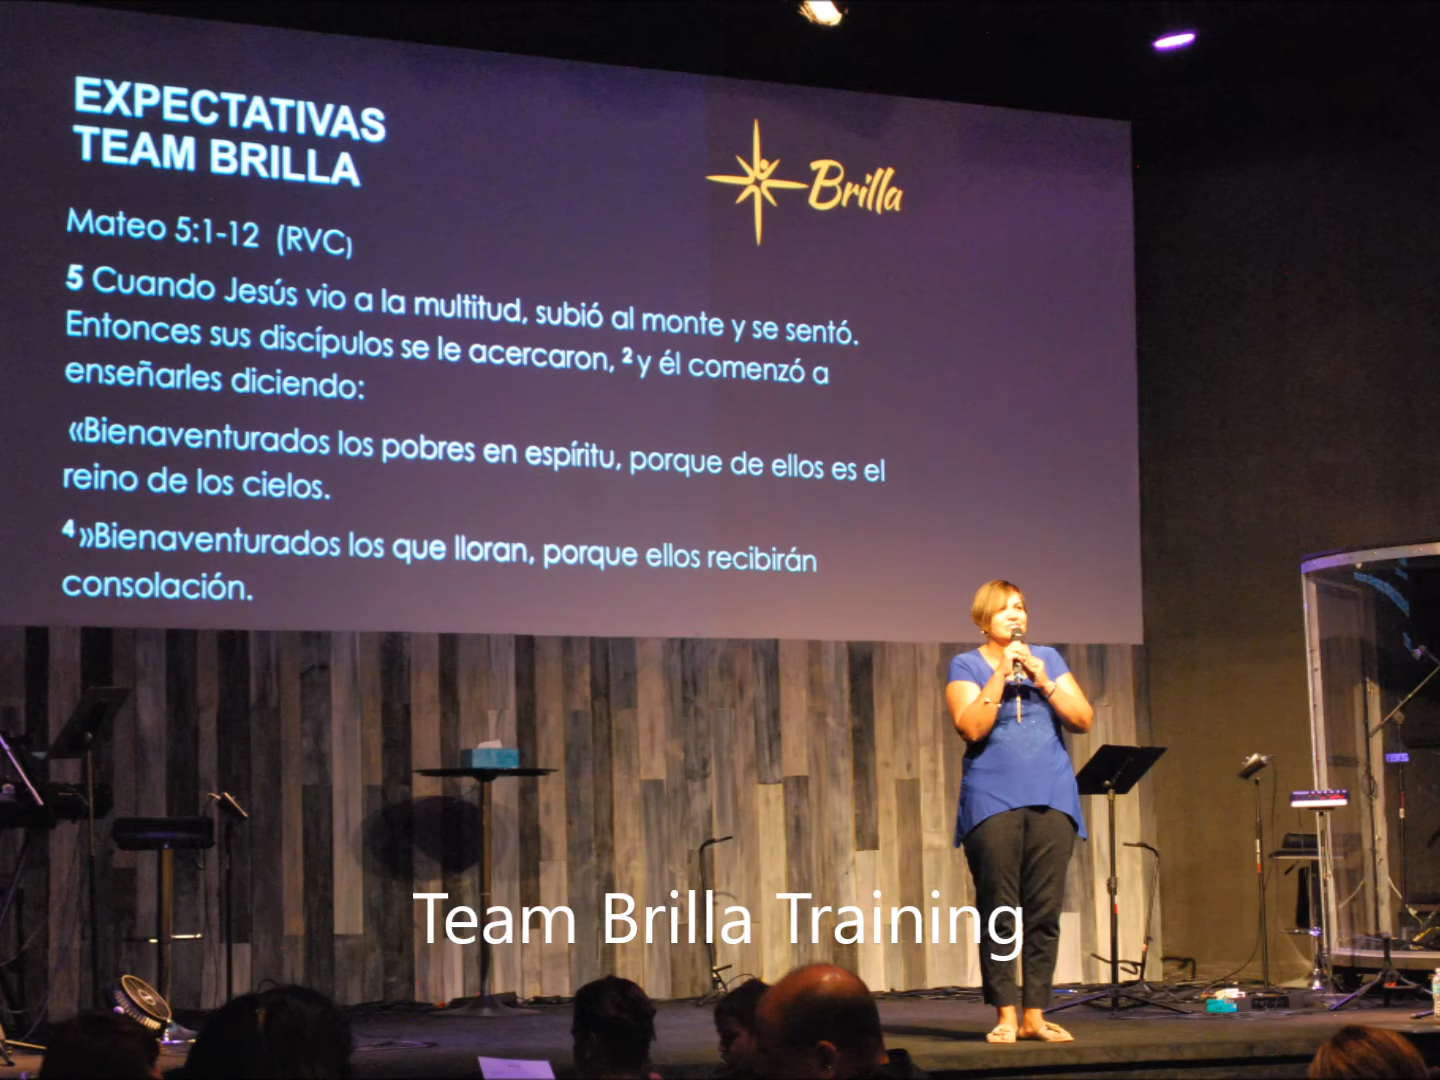 EXPECTATIVAS
TEAM BRILLA
Brilla
Mateo 5:1-12 (RVC)
5 Cuando Jesús vio a la multitud, subió al monte y se sentó.
Entonces sus discípulos se le acercaron, 2 y él comenzó a
enseñarles diciendo:
«Bienaventurados los pobres en espíritu, porque de ellos es el
reino de los cielos.
4 »Bienaventurados los que lloran, porque ellos recibirán
consolación.
Team Brilla Training